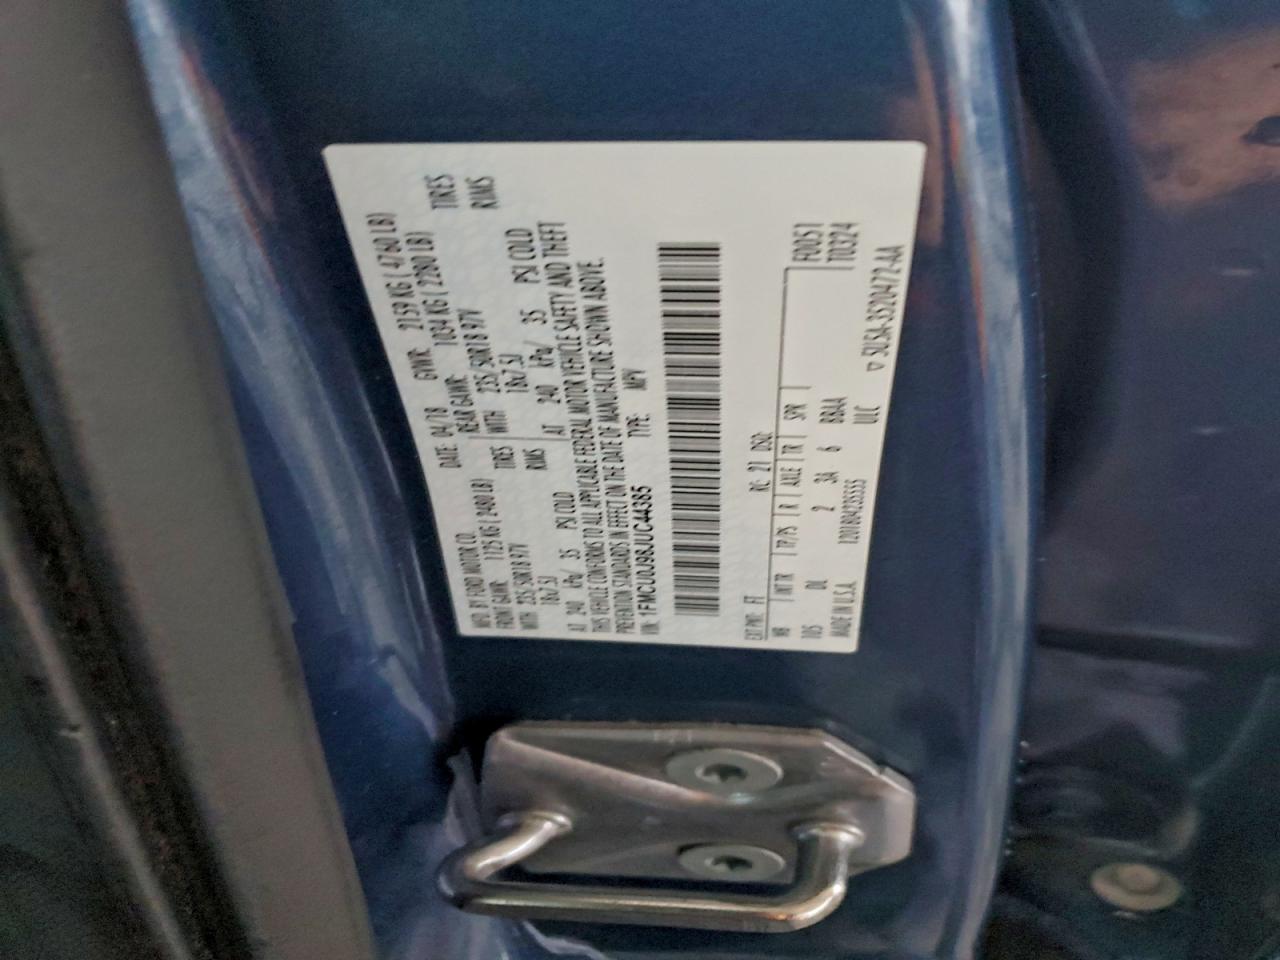 MFD. BY FORD MOTOR CO.
DATE: 04/18 GVWR: 2159 KG ( 4760 LB)
FRONT GAWR: 1125 KG ( 2480 LB) REAR GAWR: 1034 KG ( 2280 LB)
WITH 235/50R18 97V TIRES WITH 235/50R18 97V TIRES
18x7.5J RIMS 18x7.5J RIMS
AT 240 kPa/ 35 PSI COLD AT 240 kPa/ 35 PSI COLD
THIS VEHICLE CONFORMS TO ALL APPLICABLE FEDERAL MOTOR VEHICLE SAFETY AND THEFT
PREVENTION STANDARDS IN EFFECT ON THE DATE OF MANUFACTURE SHOWN ABOVE.
VIN: 1FMCU0J98JUC44385 TYPE: MPV
EXT PNT: FT RC: 21 DSO: F0051
WB INT TR TP/PS R AXLE TR SPR T0324
105 DL 2 3A 6 BBAA
1201804235555 ULC ▽ 5U5A-3520472-AA
MADE IN U.S.A.